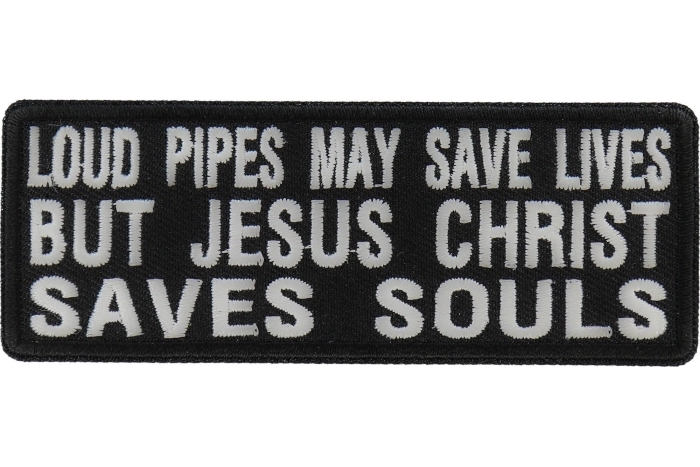 LOUD PIPES MAY SAVE LIVES
BUT JESUS CHRIST
SAVES SOULS